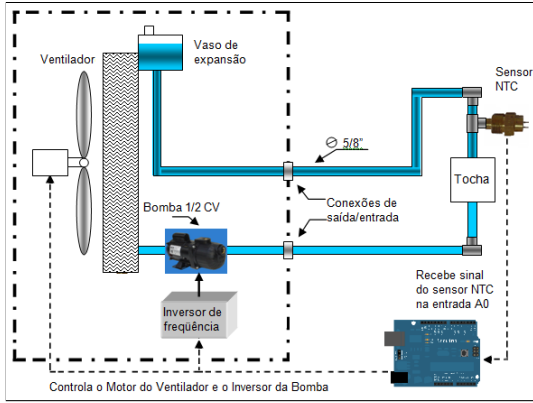 Vaso de
expansão
Ventilador
Sensor
NTC
5/8"
Tocha
Bomba 1/2 CV
Conexões de
saída/entrada
Recebe sinal
do sensor NTC
na entrada A0
Inversor de
freqüência
Controla o Motor do Ventilador e o Inversor da Bomba